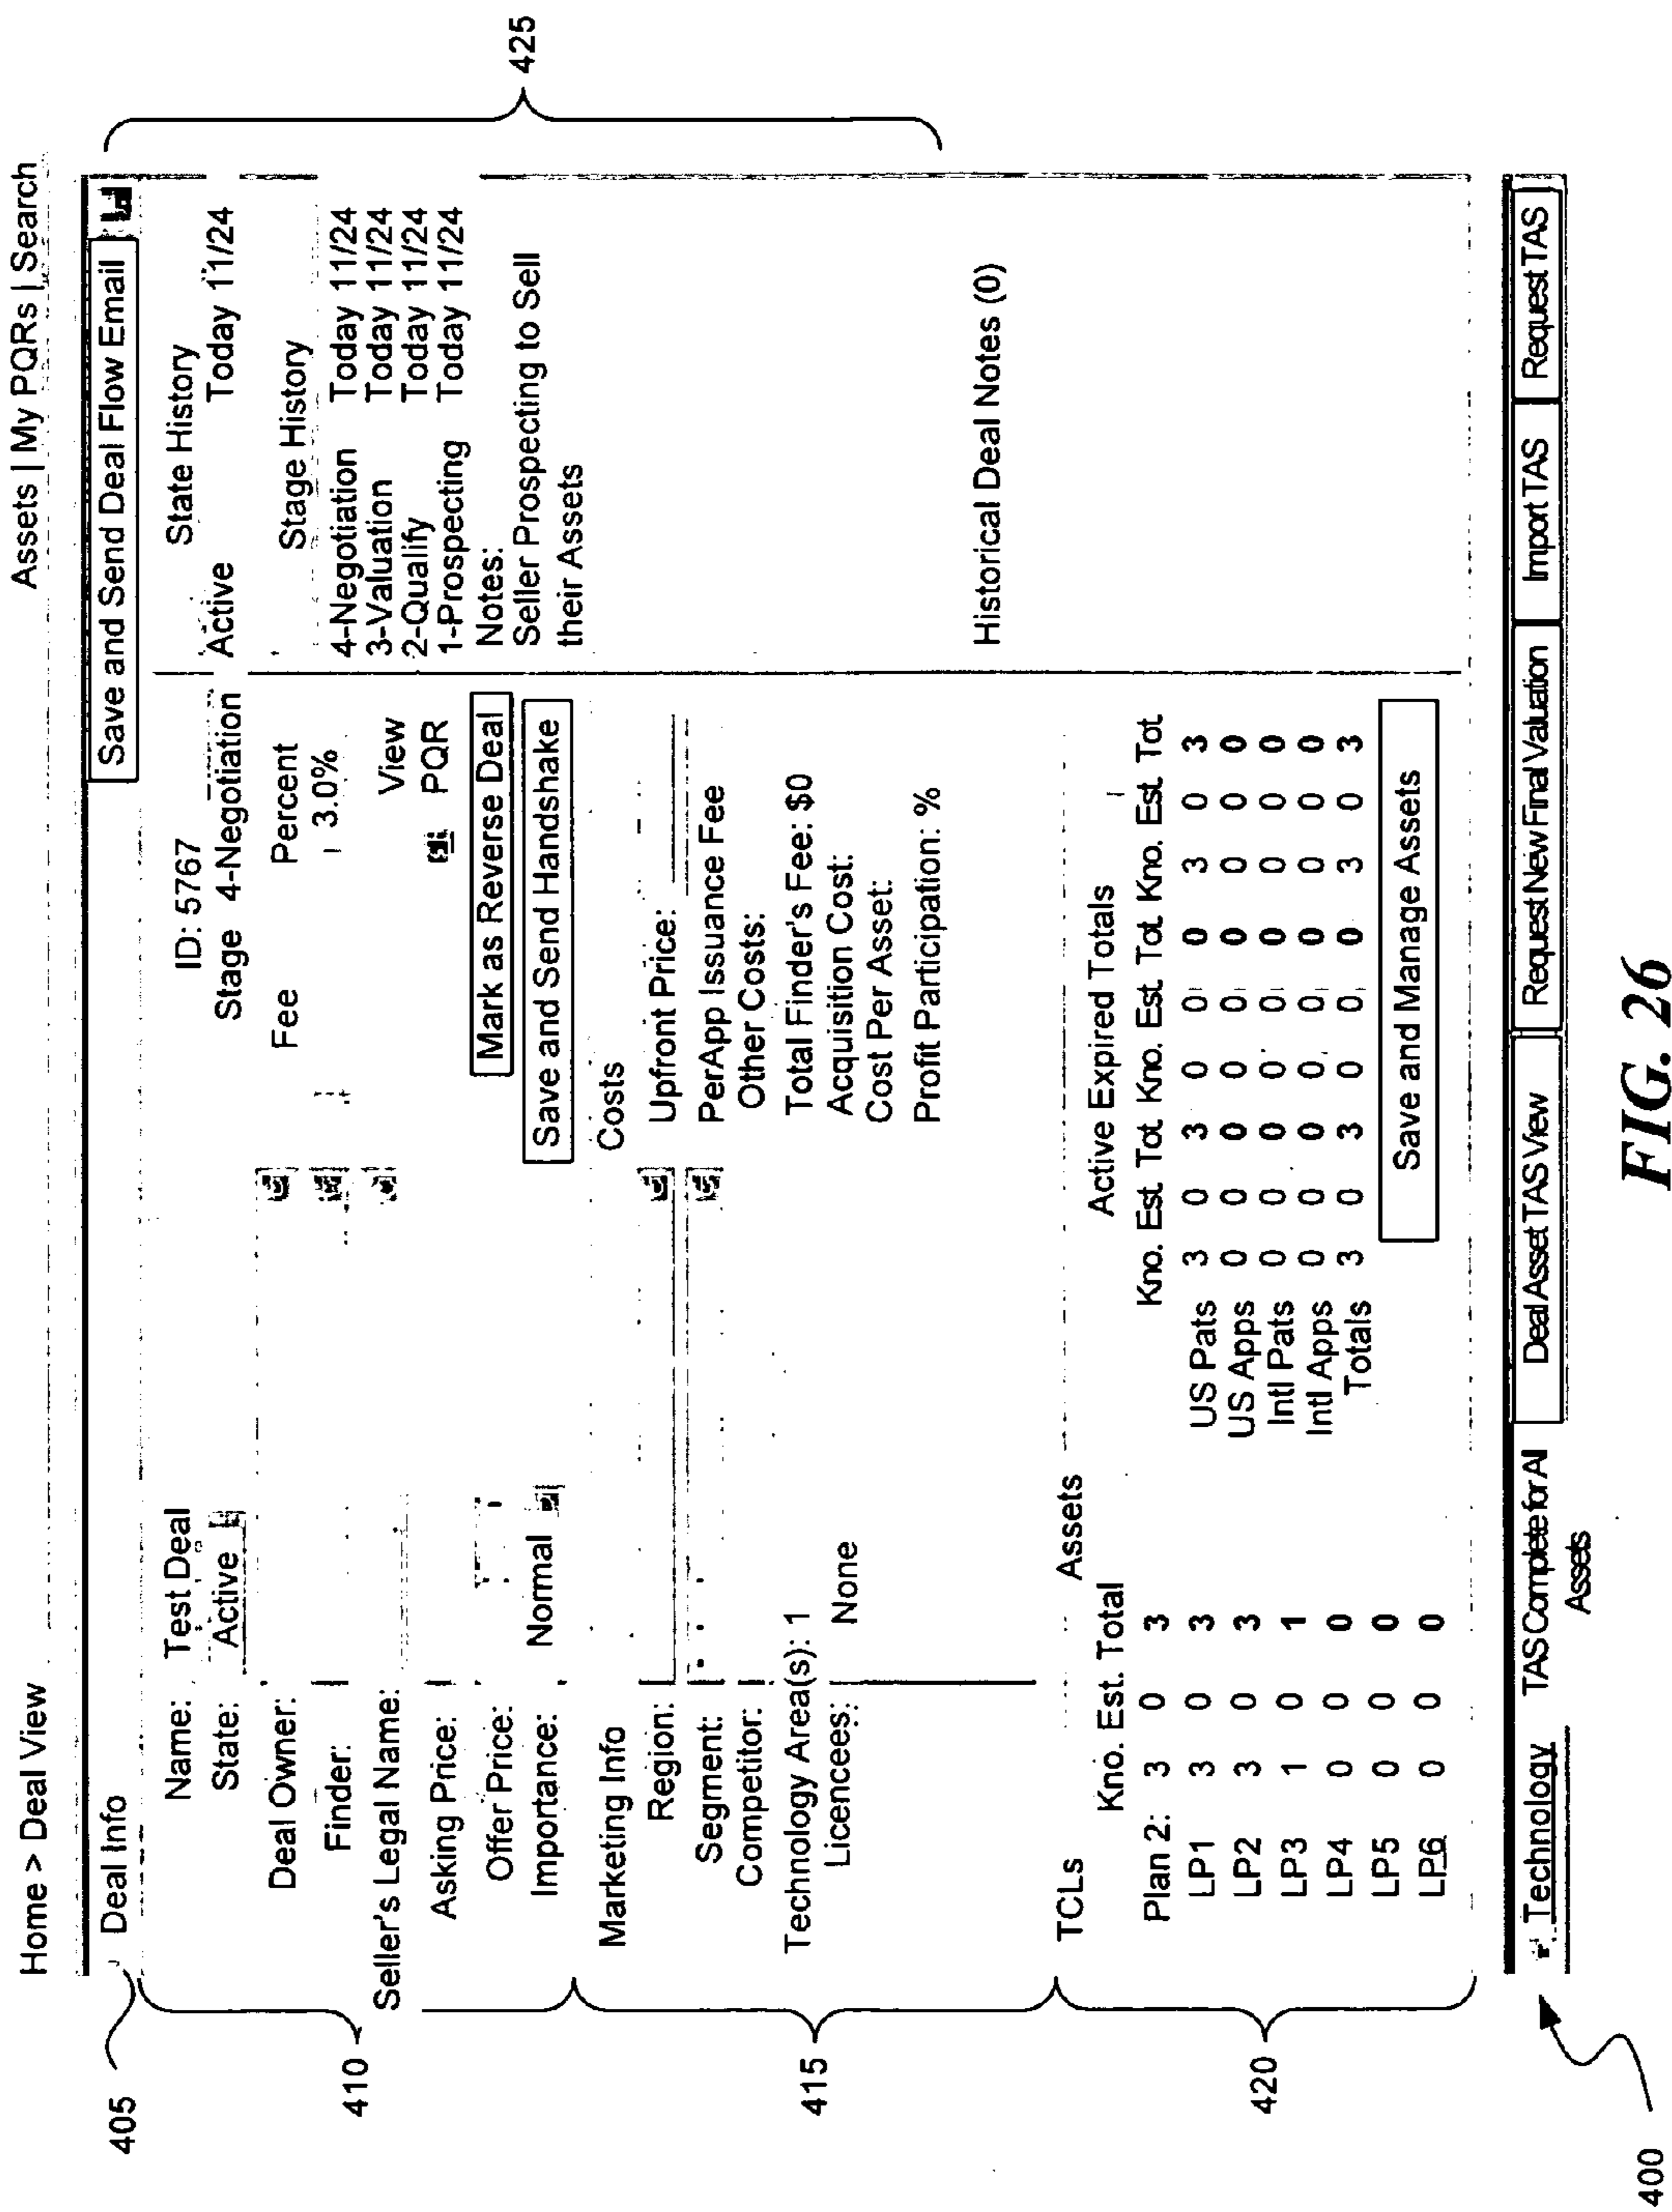 Home > Deal View
Assets | My PQRs | Search
Deal Info
Save and Send Deal Flow Email
Name: Test Deal
ID: 5767
State History
State: Active
Stage 4-Negotiation
Active Today 11/24
Deal Owner:
Fee Percent
Stage History
Finder:
3.0%
4-Negotiation Today 11/24
Seller's Legal Name:
View
3-Valuation Today 11/24
2-Qualify Today 11/24
Asking Price:
PQR
1-Prospecting Today 11/24
Offer Price:
Mark as Reverse Deal
Notes:
Importance: Normal
Save and Send Handshake
Seller Prospecting to Sell
their Assets
Marketing Info
Costs
Region:
Upfront Price:
Segment:
PerApp Issuance Fee
Competitor:
Other Costs:
Technology Area(s): 1
Total Finder's Fee: $0
Licencees: None
Acquisition Cost:
Cost Per Asset:
Profit Participation: %
Historical Deal Notes (0)
TCLs
Assets
Active Expired Totals
Kno. Est. Total
Kno. Est Tot Kno. Est Tot Kno. Est Tot
Plan 2: 3 0 3
LP1 3 0 3
LP2 3 0 3
LP3 1 0 1
LP4 0 0 0
LP5 0 0 0
LP6 0 0 0
US Pats 3 0 3 0 0 0 3 0 3
US Apps 0 0 0 0 0 0 0 0 0
Intl Pats 0 0 0 0 0 0 0 0 0
Intl Apps 0 0 0 0 0 0 0 0 0
Totals 3 0 3 0 0 0 3 0 3
Save and Manage Assets
Technology
TAS Complete for All
Assets
Deal Asset TAS View
Request New Final Valuation
Import TAS
Request TAS
405
410
415
420
425
400
FIG. 26